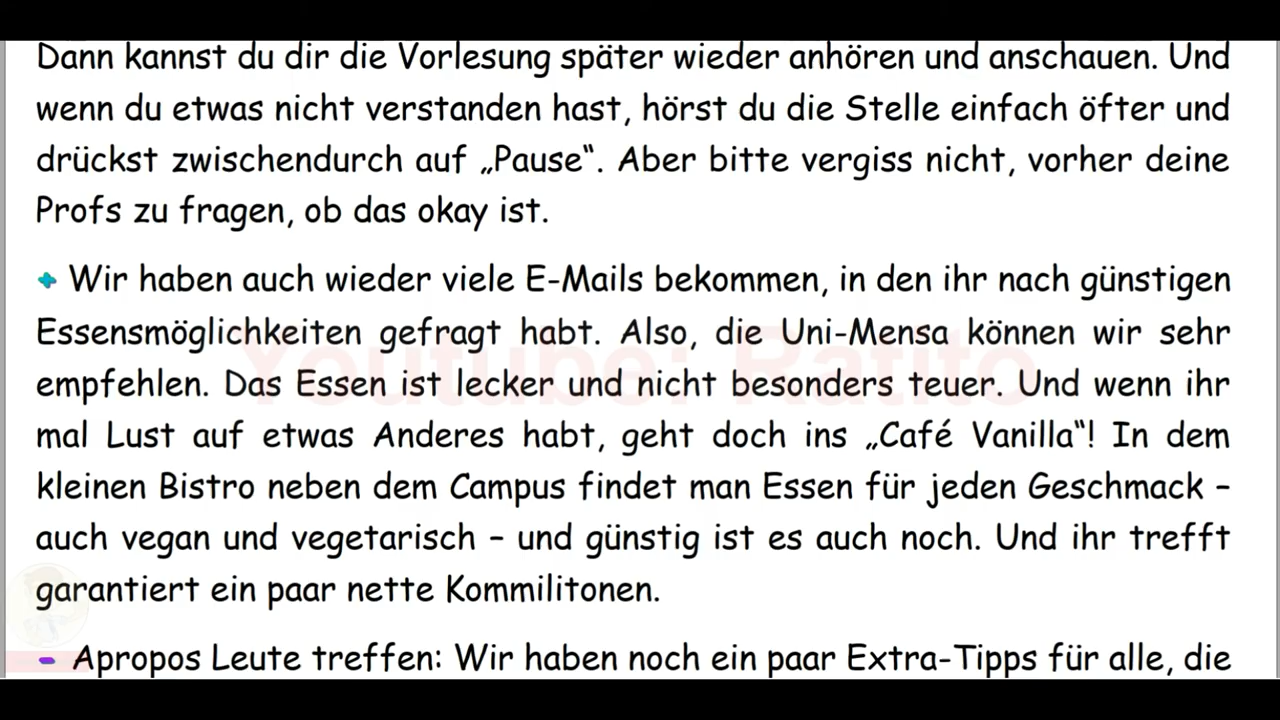 Dann kannst du dir die Vorlesung später wieder anhören und anschauen. Und
wenn du etwas nicht verstanden hast, hörst du die Stelle einfach öfter und
drückst zwischendurch auf „Pause“. Aber bitte vergiss nicht, vorher deine
Profs zu fragen, ob das okay ist.
+ Wir haben auch wieder viele E-Mails bekommen, in den ihr nach günstigen
Essensmöglichkeiten gefragt habt. Also, die Uni-Mensa können wir sehr
empfehlen. Das Essen ist lecker und nicht besonders teuer. Und wenn ihr
mal Lust auf etwas Anderes habt, geht doch ins „Café Vanilla“! In dem
kleinen Bistro neben dem Campus findet man Essen für jeden Geschmack –
auch vegan und vegetarisch – und günstig ist es auch noch. Und ihr trefft
garantiert ein paar nette Kommilitonen.
- Apropos Leute treffen: Wir haben noch ein paar Extra-Tipps für alle, die
Youtube: Ratito